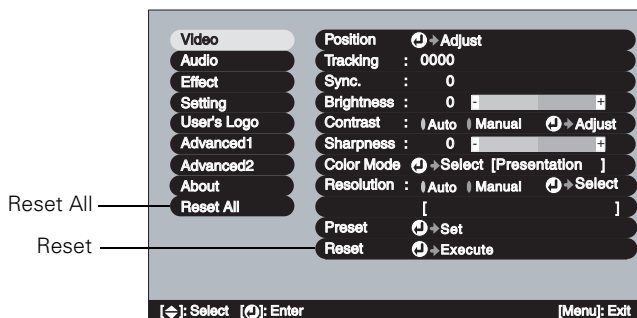 Video
Audio
Effect
Setting
User's Logo
Advanced1
Advanced2
About
Reset All
Position Adjust
Tracking : 0000
Sync. : 0
Brightness : 0 - +
Contrast : Auto Manual Adjust
Sharpness : 0 - +
Color Mode Select [Presentation ]
Resolution : Auto Manual Select
[ ]
Preset Set
Reset Execute
Reset All
Reset
[ ]: Select [ ]: Enter [Menu]: Exit